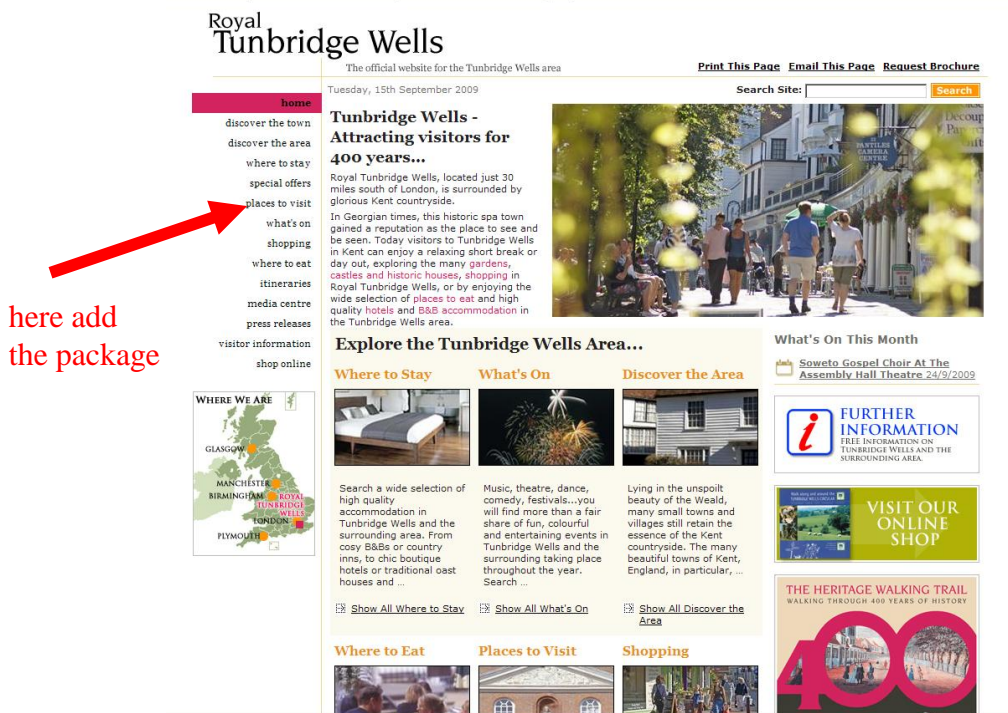 Royal
Tunbridge Wells
The official website for the Tunbridge Wells area
Print This Page Email This Page Request Brochure
Tuesday, 15th September 2009
Search Site: Search
home
discover the town
discover the area
where to stay
special offers
places to visit
what's on
shopping
where to eat
itineraries
media centre
press releases
visitor information
shop online
here add
the package
Tunbridge Wells -
Attracting visitors for
400 years...
Royal Tunbridge Wells, located just 30
miles south of London, is surrounded by
glorious Kent countryside.
In Georgian times, this historic spa town
gained a reputation as the place to see and
be seen. Today visitors to Tunbridge Wells
in Kent can enjoy a relaxing short break or
day out, exploring the many gardens,
castles and historic houses, shopping in
Royal Tunbridge Wells, or by enjoying the
wide selection of places to eat and high
quality hotels and B&B accommodation in
the Tunbridge Wells area.
PANTILES
CAMERA
CENTRE
WHERE WE ARE
GLASGOW
MANCHESTER
BIRMINGHAM
ROYAL
TUNBRIDGE
WELLS
LONDON
PLYMOUTH
Explore the Tunbridge Wells Area...
Where to Stay
Search a wide selection of
high quality
accommodation in
Tunbridge Wells and the
surrounding area. From
cosy B&Bs or country
inns, to chic boutique
hotels or traditional oast
houses and ...
Show All Where to Stay
What's On
Music, theatre, dance,
comedy, festivals...you
will find more than a fair
share of fun, colourful
and entertaining events in
Tunbridge Wells and the
surrounding taking place
throughout the year.
Search ...
Show All What's On
Discover the Area
Lying in the unspoilt
beauty of the Weald,
many small towns and
villages still retain the
essence of the Kent
countryside. The many
beautiful towns of Kent,
England, in particular, ...
Show All Discover the
Area
Where to Eat
Places to Visit
Shopping
What's On This Month
Soweto Gospel Choir At The
Assembly Hall Theatre 24/9/2009
FURTHER
INFORMATION
FREE INFORMATION ON
TUNBRIDGE WELLS AND THE
SURROUNDING AREA.
VISIT OUR
ONLINE
SHOP
THE HERITAGE WALKING TRAIL
WALKING THROUGH 400 YEARS OF HISTORY
400